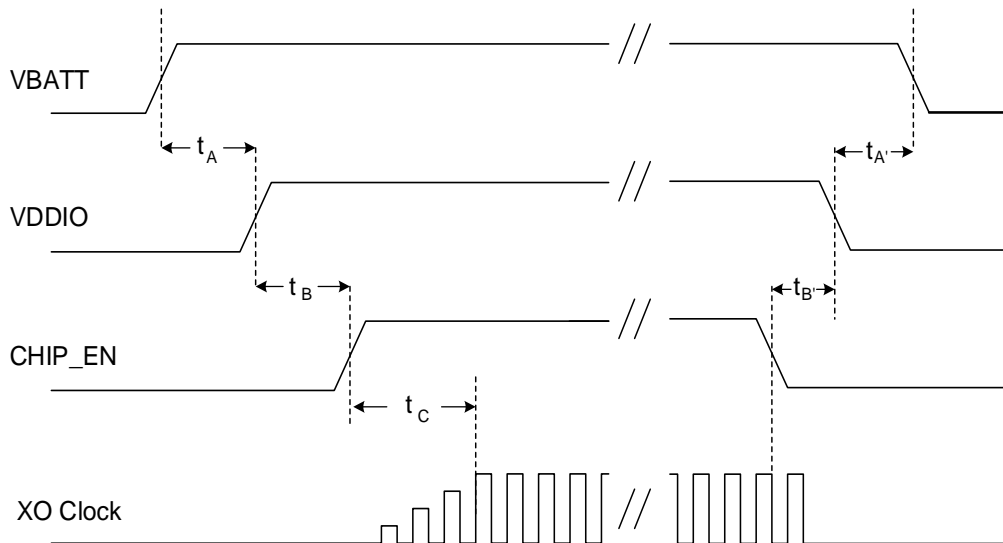 VBATT
tA
tA'
VDDIO
tB
tB'
CHIP_EN
tC
XO Clock